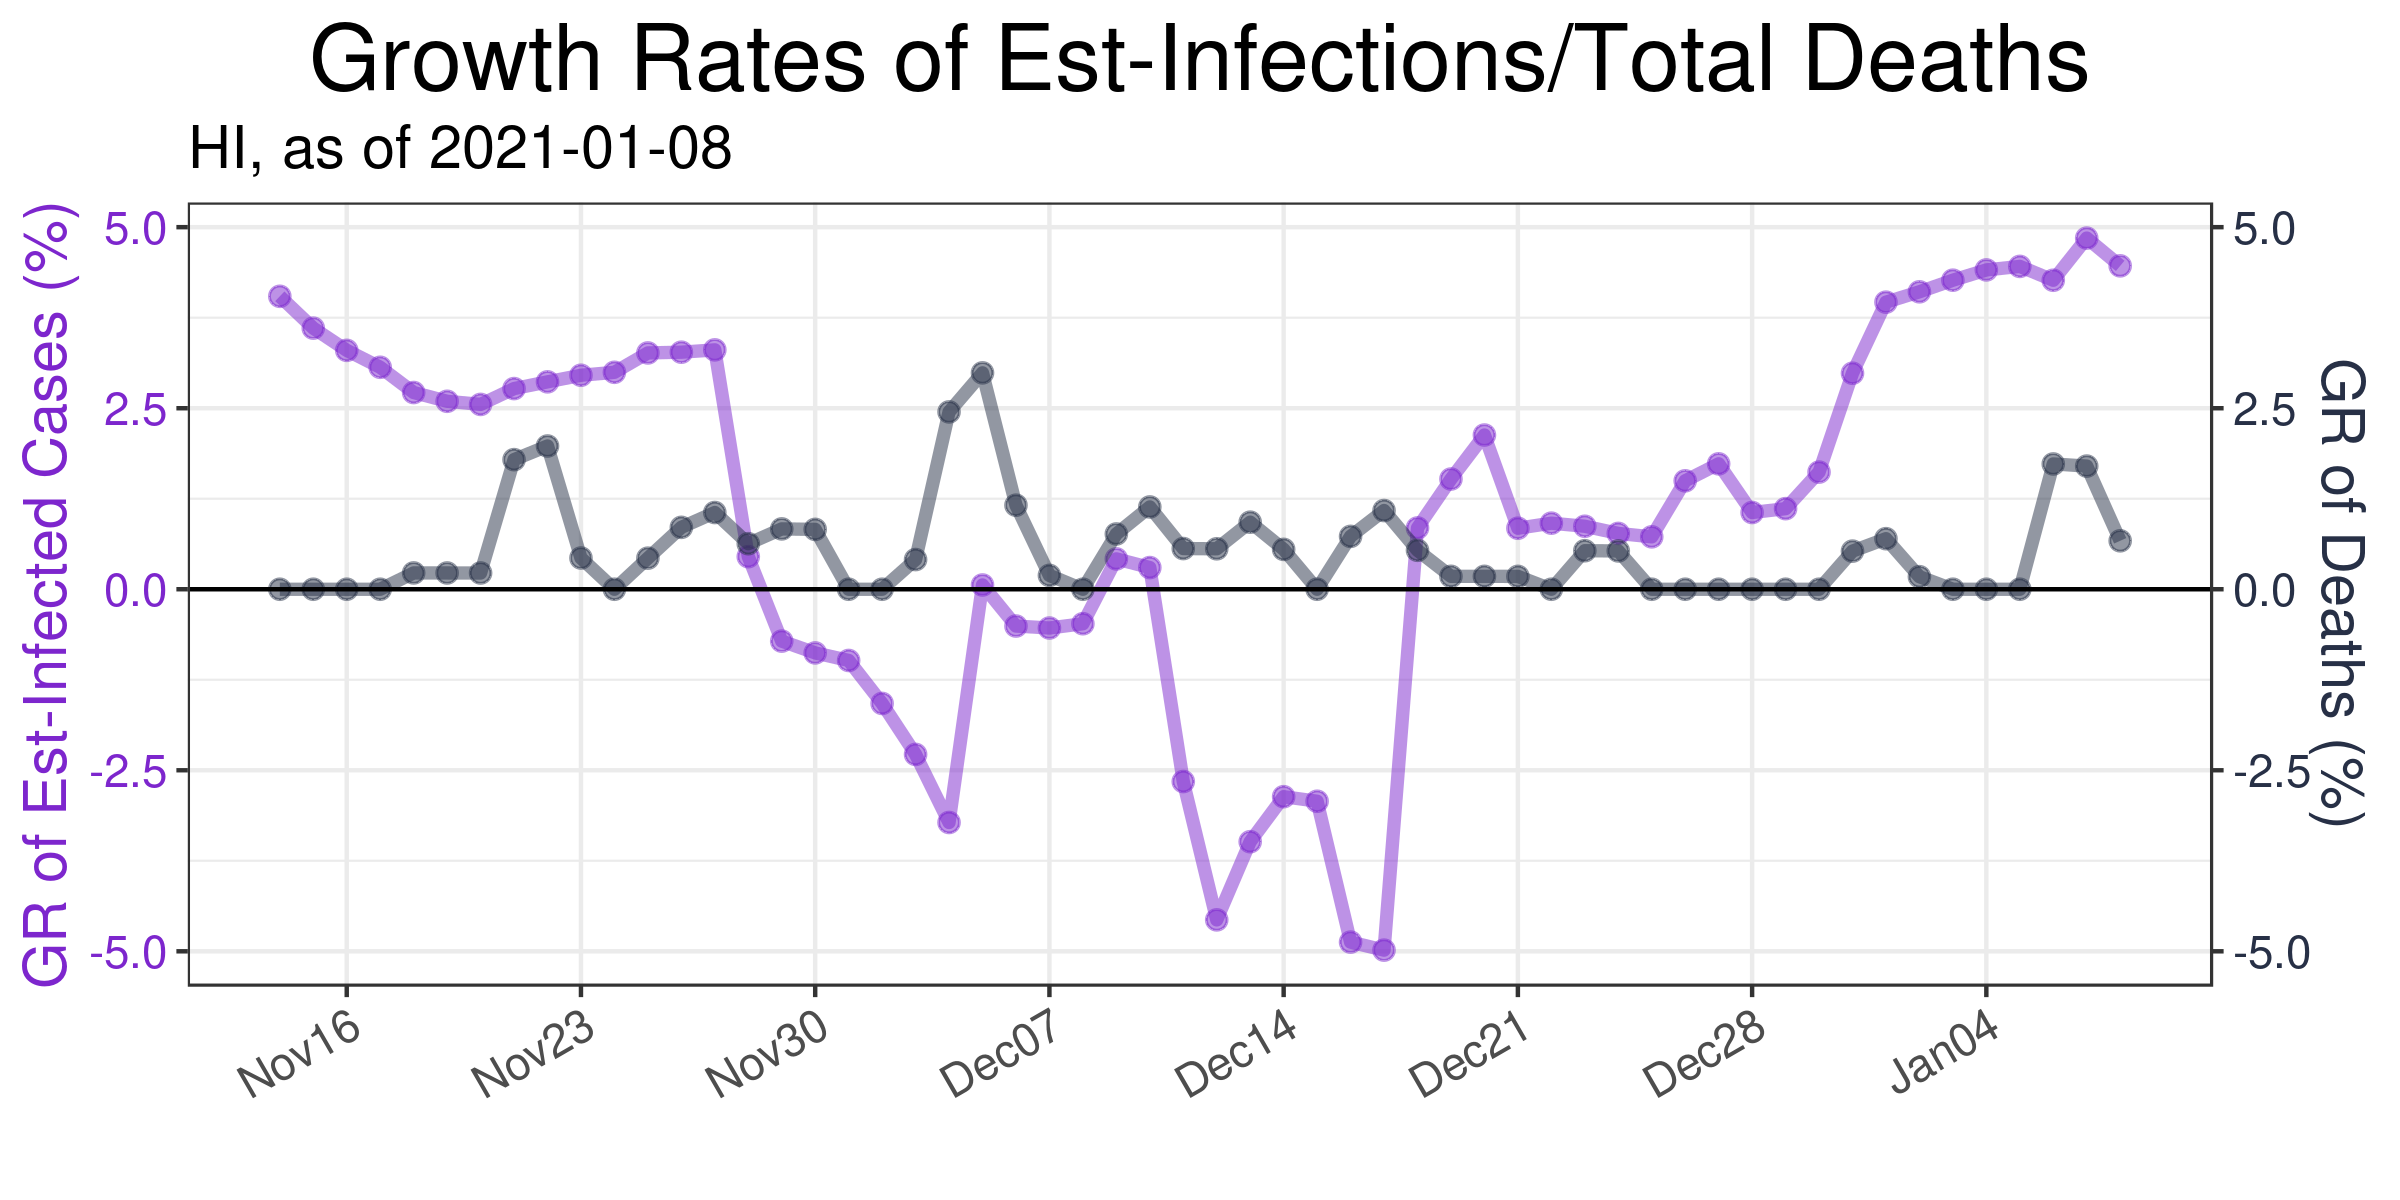 Growth Rates of Est-Infections/Total Deaths
HI, as of 2021-01-08
GR of Est-Infected Cases (%)
5.0
2.5
0.0
-2.5
-5.0
5.0
2.5
0.0
-2.5
-5.0
GR of Deaths (%)
Nov16
Nov23
Nov30
Dec07
Dec14
Dec21
Dec28
Jan04